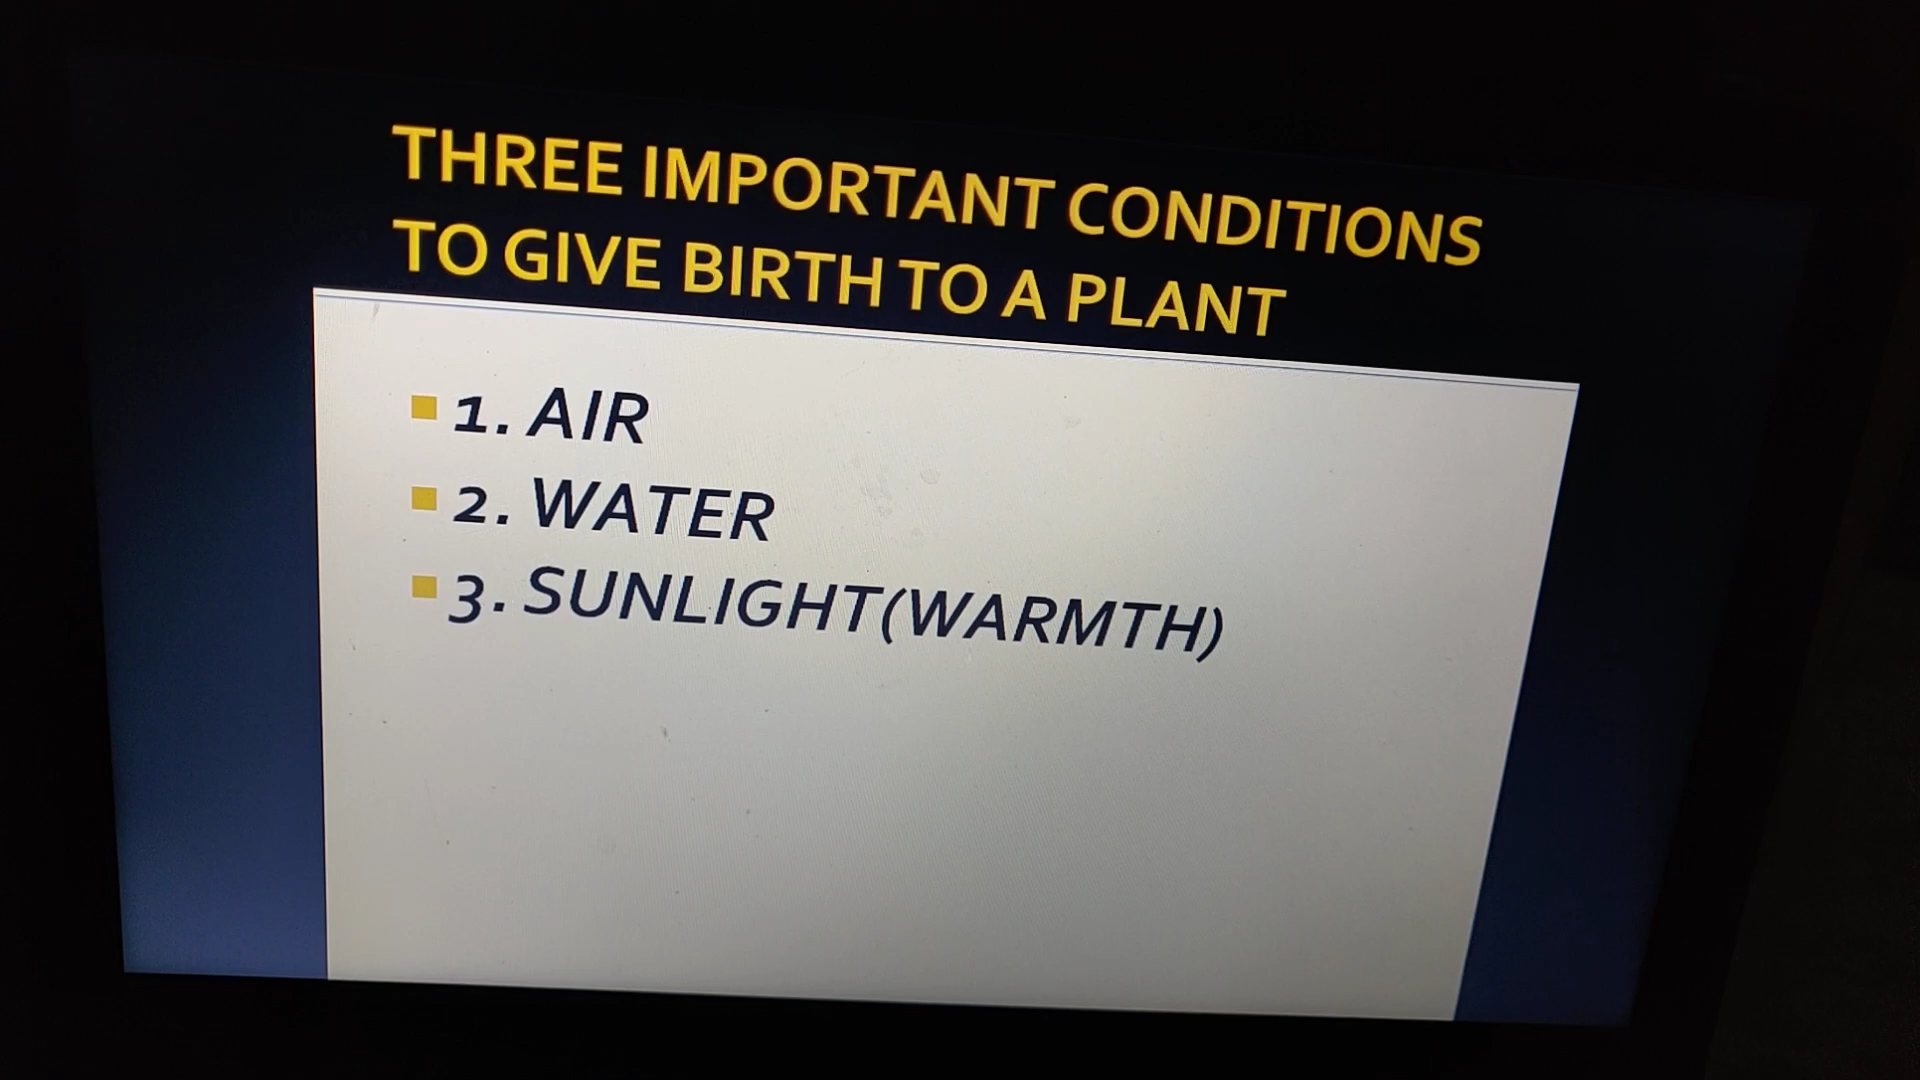 THREE IMPORTANT CONDITIONS
TO GIVE BIRTH TO A PLANT
1. AIR
2. WATER
3. SUNLIGHT(WARMTH)